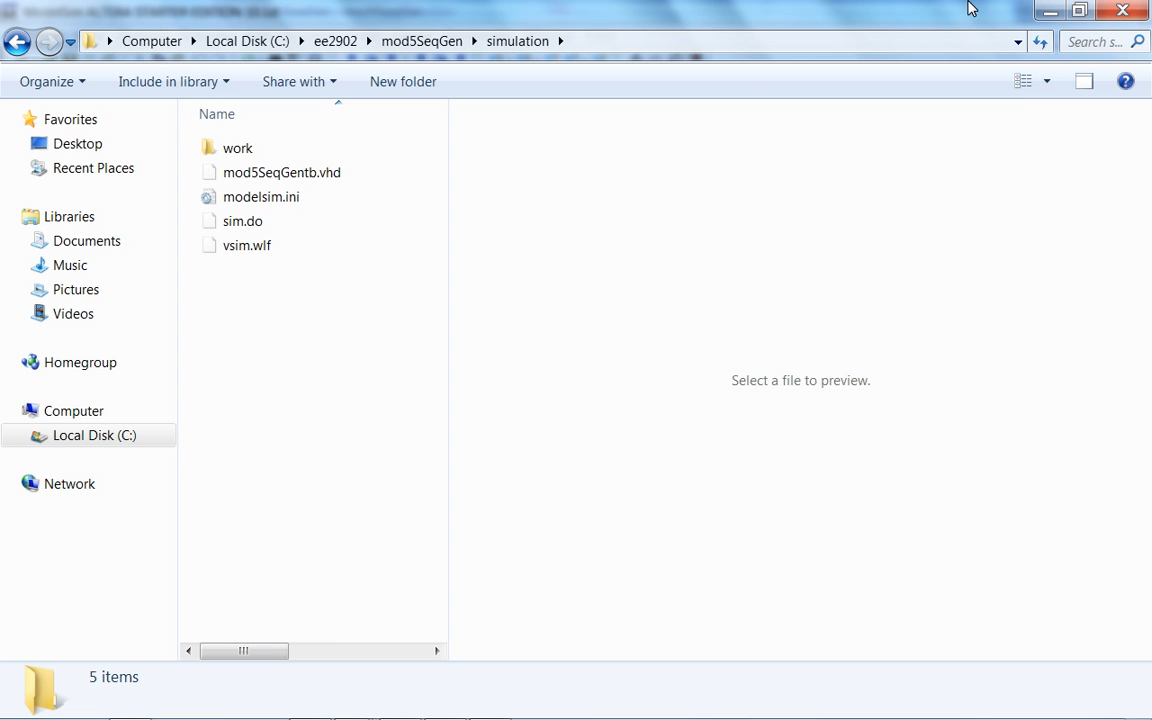 Computer Local Disk (C:) ee2902 mod5SeqGen simulation Search s...
Organize Include in library Share with New folder
Favorites
Desktop
Recent Places
Libraries
Documents
Music
Pictures
Videos
Homegroup
Computer
Local Disk (C:)
Network
Name
work
mod5SeqGentb.vhd
modelsim.ini
sim.do
vsim.wlf
Select a file to preview.
5 items